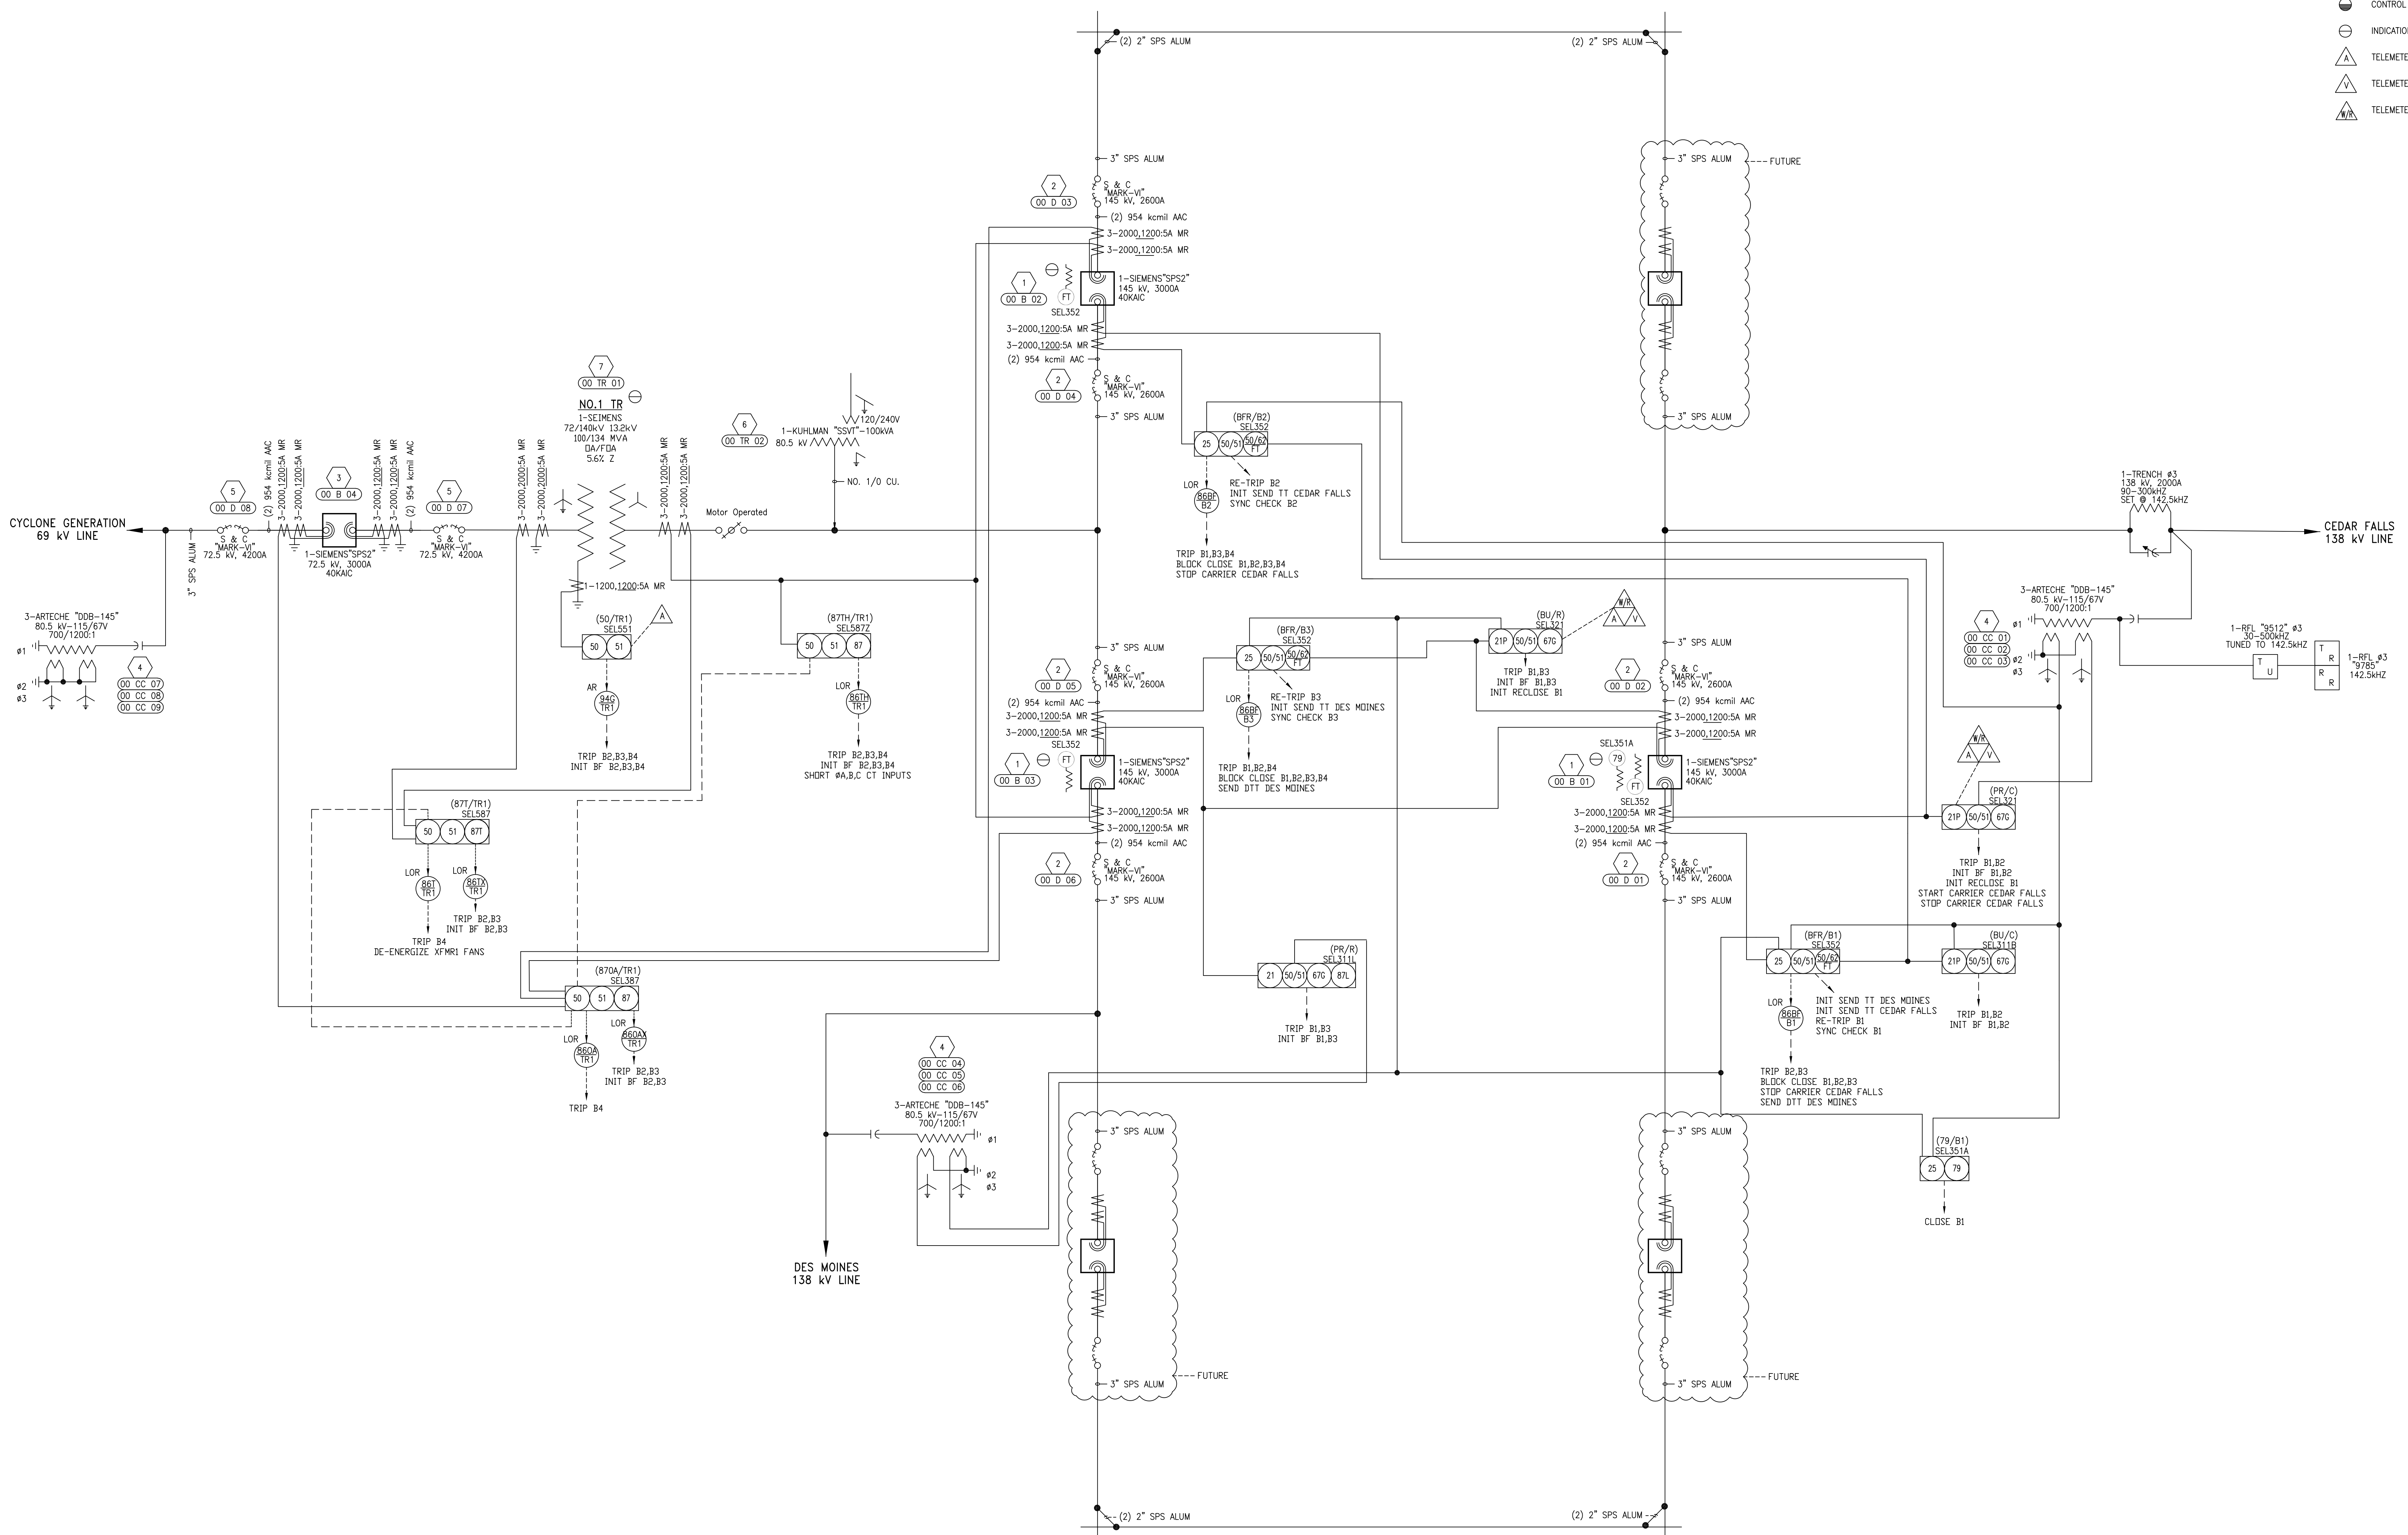 CONTROL
INDICATION
A
TELEMETE
V
TELEMETE
W/R
TELEMETE
(2) 2" SPS ALUM
(2) 2" SPS ALUM
3" SPS ALUM
2
00 D 03
S & C
"MARK-VI"
145 kV, 2600A
(2) 954 kcmil AAC
3-2000,1200:5A MR
3-2000,1200:5A MR
1
00 B 02
FT
SEL352
1-SIEMENS"SPS2"
145 kV, 3000A
40KAIC
3-2000,1200:5A MR
3-2000,1200:5A MR
(2) 954 kcmil AAC
2
00 D 04
S & C
"MARK-VI"
145 kV, 2600A
3" SPS ALUM
3" SPS ALUM
FUTURE
3" SPS ALUM
7
00 TR 01
NO.1 TR
1-SEIMENS
72/140kV 13.2kV
100/134 MVA
OA/FOA
5.6% Z
6
00 TR 02
120/240V
1-KUHLMAN "SSVT"-100kVA
80.5 kV
NO. 1/0 CU.
Motor Operated
CYCLONE GENERATION
69 kV LINE
3" SPS ALUM
5
00 D 08
S & C
"MARK-VI"
72.5 kV, 4200A
(2) 954 kcmil AAC
3-2000,1200:5A MR
3-2000,1200:5A MR
3
00 B 04
1-SIEMENS"SPS2"
72.5 kV, 3000A
40KAIC
3-2000,1200:5A MR
3-2000,1200:5A MR
(2) 954 kcmil AAC
5
00 D 07
S & C
"MARK-VI"
72.5 kV, 4200A
3-2000,2000:5A MR
3-2000,2000:5A MR
3-2000,1200:5A MR
3-2000,1200:5A MR
1-1200,1200:5A MR
3-ARTECHE "DDB-145"
80.5 kV-115/67V
700/1200:1
ø1
ø2
ø3
4
00 CC 07
00 CC 08
00 CC 09
(50/TR1)
SEL551
50
51
A
AR
94G
TR1
TRIP B2,B3,B4
INIT BF B2,B3,B4
(87TH/TR1)
SEL587Z
50
51
87
LOR
86TH
TR1
TRIP B2,B3,B4
INIT BF B2,B3,B4
SHORT øA,B,C CT INPUTS
(87T/TR1)
SEL587
50
51
87T
LOR
86T
TR1
LOR
86TX
TR1
TRIP B2,B3
INIT BF B2,B3
TRIP B4
DE-ENERGIZE XFMR1 FANS
(87OA/TR1)
SEL387
50
51
87
LOR
86OA
TR1
LOR
86OAX
TR1
TRIP B2,B3
INIT BF B2,B3
TRIP B4
(BFR/B2)
SEL352
25
50/51
50/62
FT
LOR
86BF
B2
RE-TRIP B2
INIT SEND TT CEDAR FALLS
SYNC CHECK B2
TRIP B1,B3,B4
BLOCK CLOSE B1,B2,B3,B4
STOP CARRIER CEDAR FALLS
1-TRENCH ø3
138 kV, 2000A
90-300kHZ
SET @ 142.5kHZ
CEDAR FALLS
138 kV LINE
3-ARTECHE "DDB-145"
80.5 kV-115/67V
700/1200:1
4
00 CC 01
00 CC 02
00 CC 03
ø1
ø2
ø3
1-RFL "9512" ø3
30-500kHZ
TUNED TO 142.5kHZ
T
U
T
R
R
R
1-RFL ø3
"9785"
142.5kHZ
3" SPS ALUM
2
00 D 05
S & C
"MARK-VI"
145 kV, 2600A
(2) 954 kcmil AAC
3-2000,1200:5A MR
3-2000,1200:5A MR
SEL352
FT
1
00 B 03
1-SIEMENS"SPS2"
145 kV, 3000A
40KAIC
3-2000,1200:5A MR
3-2000,1200:5A MR
(2) 954 kcmil AAC
2
00 D 06
S & C
"MARK-VI"
145 kV, 2600A
3" SPS ALUM
(BFR/B3)
SEL352
25
50/51
50/62
FT
LOR
86BF
B3
RE-TRIP B3
INIT SEND TT DES MOINES
SYNC CHECK B3
TRIP B1,B2,B4
BLOCK CLOSE B1,B2,B3,B4
SEND DTT DES MOINES
(BU/R)
SEL321
21P
50/51
67G
W/R
A
V
TRIP B1,B3
INIT BF B1,B3
INIT RECLOSE B1
3" SPS ALUM
2
00 D 02
S & C
"MARK-VI"
145 kV, 2600A
(2) 954 kcmil AAC
3-2000,1200:5A MR
3-2000,1200:5A MR
SEL351A
79
FT
SEL352
1
00 B 01
1-SIEMENS"SPS2"
145 kV, 3000A
40KAIC
3-2000,1200:5A MR
3-2000,1200:5A MR
(2) 954 kcmil AAC
2
00 D 01
S & C
"MARK-VI"
145 kV, 2600A
3" SPS ALUM
W/R
A
V
(PR/C)
SEL321
21P
50/51
67G
TRIP B1,B2
INIT BF B1,B2
INIT RECLOSE B1
START CARRIER CEDAR FALLS
STOP CARRIER CEDAR FALLS
(PR/R)
SEL311L
21
50/51
67G
87L
TRIP B1,B3
INIT BF B1,B3
(BFR/B1)
SEL352
25
50/51
50/62
FT
LOR
86BF
B1
INIT SEND TT DES MOINES
INIT SEND TT CEDAR FALLS
RE-TRIP B1
SYNC CHECK B1
TRIP B2,B3
BLOCK CLOSE B1,B2,B3
STOP CARRIER CEDAR FALLS
SEND DTT DES MOINES
(BU/C)
SEL311B
21P
50/51
67G
TRIP B1,B2
INIT BF B1,B2
4
00 CC 04
00 CC 05
00 CC 06
3-ARTECHE "DDB-145"
80.5 kV-115/67V
700/1200:1
ø1
ø2
ø3
DES MOINES
138 kV LINE
(79/B1)
SEL351A
25
79
CLOSE B1
3" SPS ALUM
3" SPS ALUM
FUTURE
3" SPS ALUM
3" SPS ALUM
FUTURE
(2) 2" SPS ALUM
(2) 2" SPS ALUM